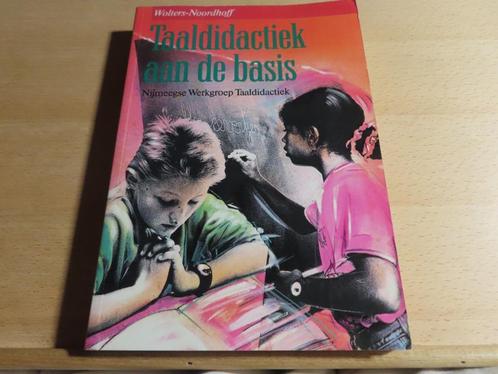 Wolters-Noordhoff
Taaldidactiek
aan de basis
Nijmeegse Werkgroep Taaldidactiek